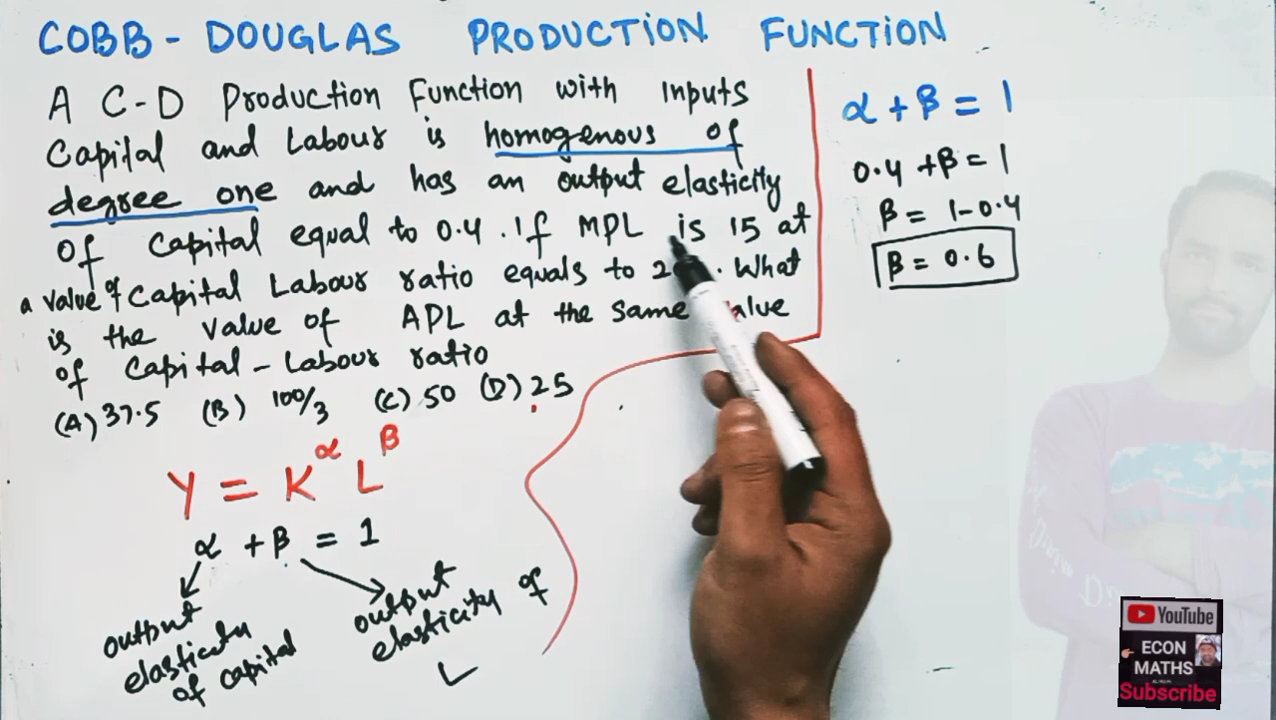 COBB - DOUGLAS PRODUCTION FUNCTION
A C-D Production Function with inputs
Capital and Labour is homogenous of
degree one and has an output elasticity
of capital equal to 0.4 . If MPL is 15 at
a value of Capital Labour ratio equals to 2 . What
is the value of APL at the same value
of Capital - Labour ratio
(A) 37.5 (B) 100/3 (C) 50 (D) 25
Y = K^α L^β
α + β = 1
output
elasticity
of capital
output
elasticity of
L
α + β = 1
0.4 + β = 1
β = 1 - 0.4
β = 0.6
YouTube
ECON
MATHS
Subscribe